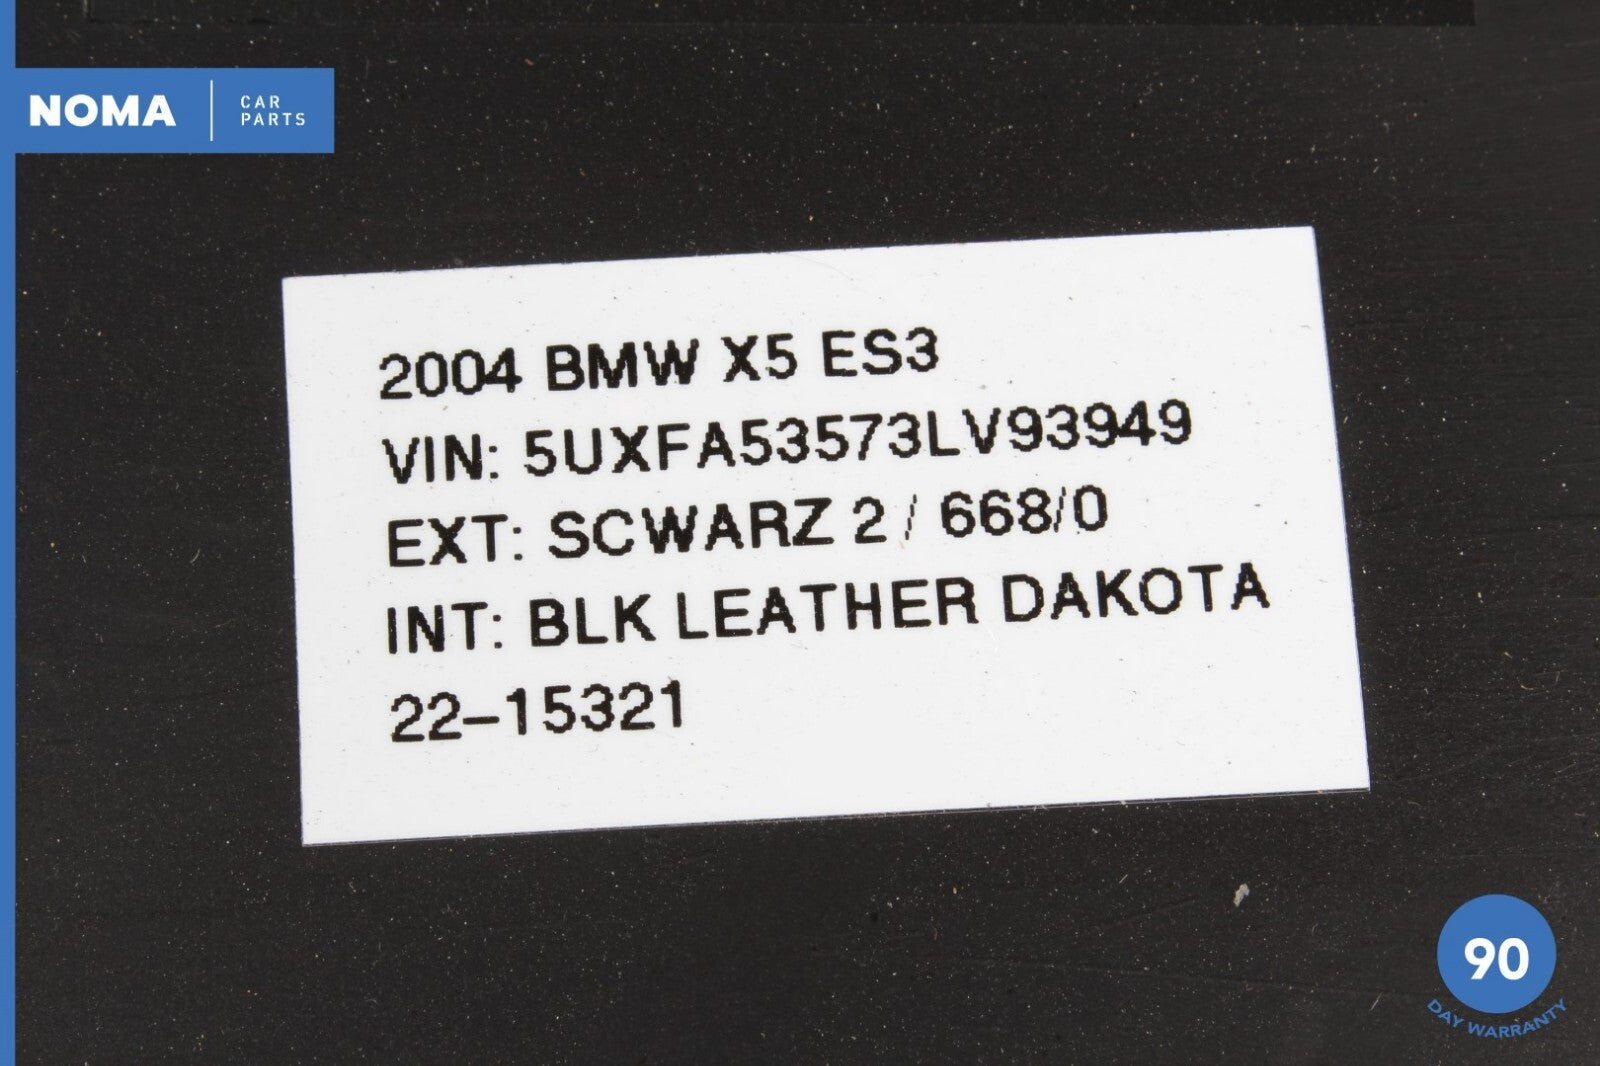 NOMA
CAR
PARTS
2004 BMW X5 ES3
VIN: 5UXFA53573LV93949
EXT: SCWARZ 2 / 668/0
INT: BLK LEATHER DAKOTA
22-15321
90
DAY WARRANTY